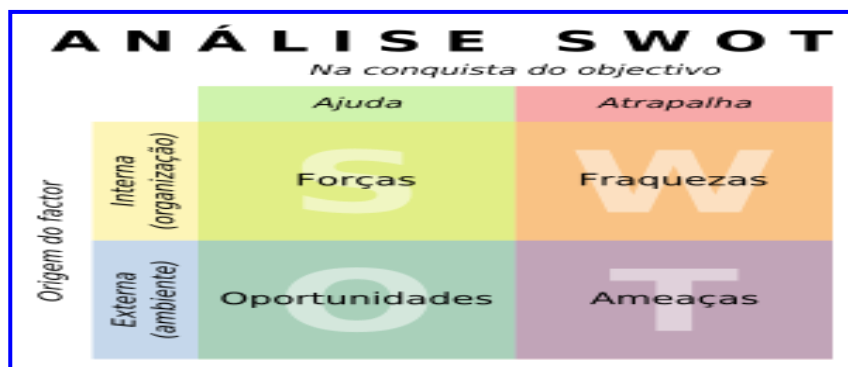 ANÁLISE SWOT
Na conquista do objectivo
Ajuda
Atrapalha
Origem do factor
Interna
(organização)
S
Forças
W
Fraquezas
Externa
(ambiente)
O
Oportunidades
T
Ameaças